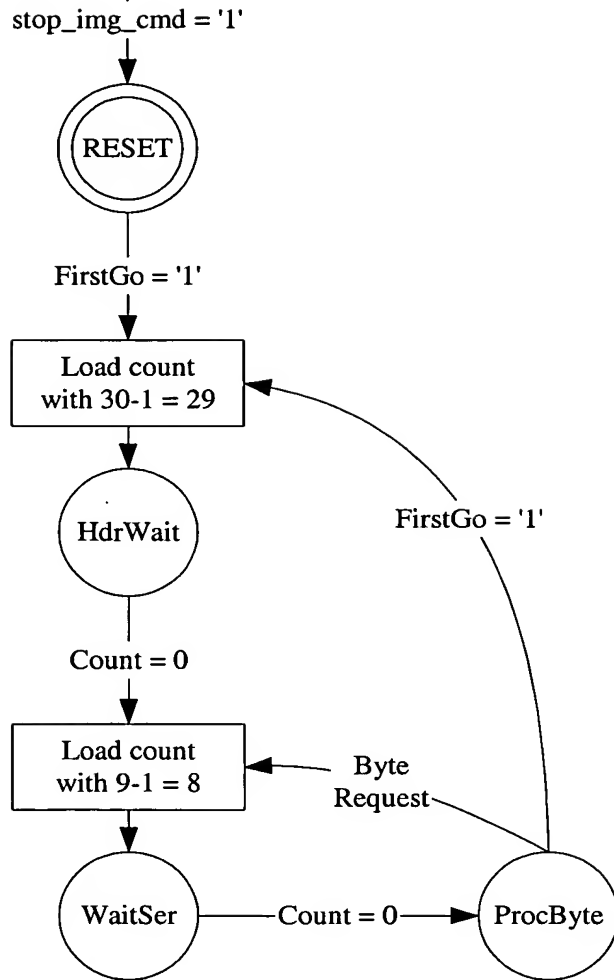 stop_img_cmd = '1'
RESET
FirstGo = '1'
Load count
with 30-1 = 29
HdrWait
FirstGo = '1'
Count = 0
Load count
with 9-1 = 8
Byte
Request
WaitSer
Count = 0
ProcByte